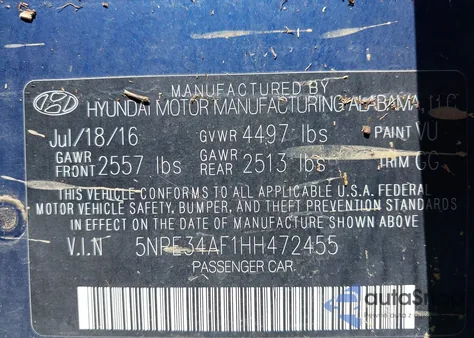 MANUFACTURED BY
HYUNDAI MOTOR MANUFACTURING ALABAMA, LLC
Jul/18/16 GVWR 4497 lbs PAINT VU
GAWR FRONT 2557 lbs GAWR REAR 2513 lbs TRIM GG
THIS VEHICLE CONFORMS TO ALL APPLICABLE U.S.A. FEDERAL
MOTOR VEHICLE SAFETY, BUMPER, AND THEFT PREVENTION STANDARDS
IN EFFECT ON THE DATE OF MANUFACTURE SHOWN ABOVE
V.I.N 5NPE34AF1HH472455
PASSENGER CAR